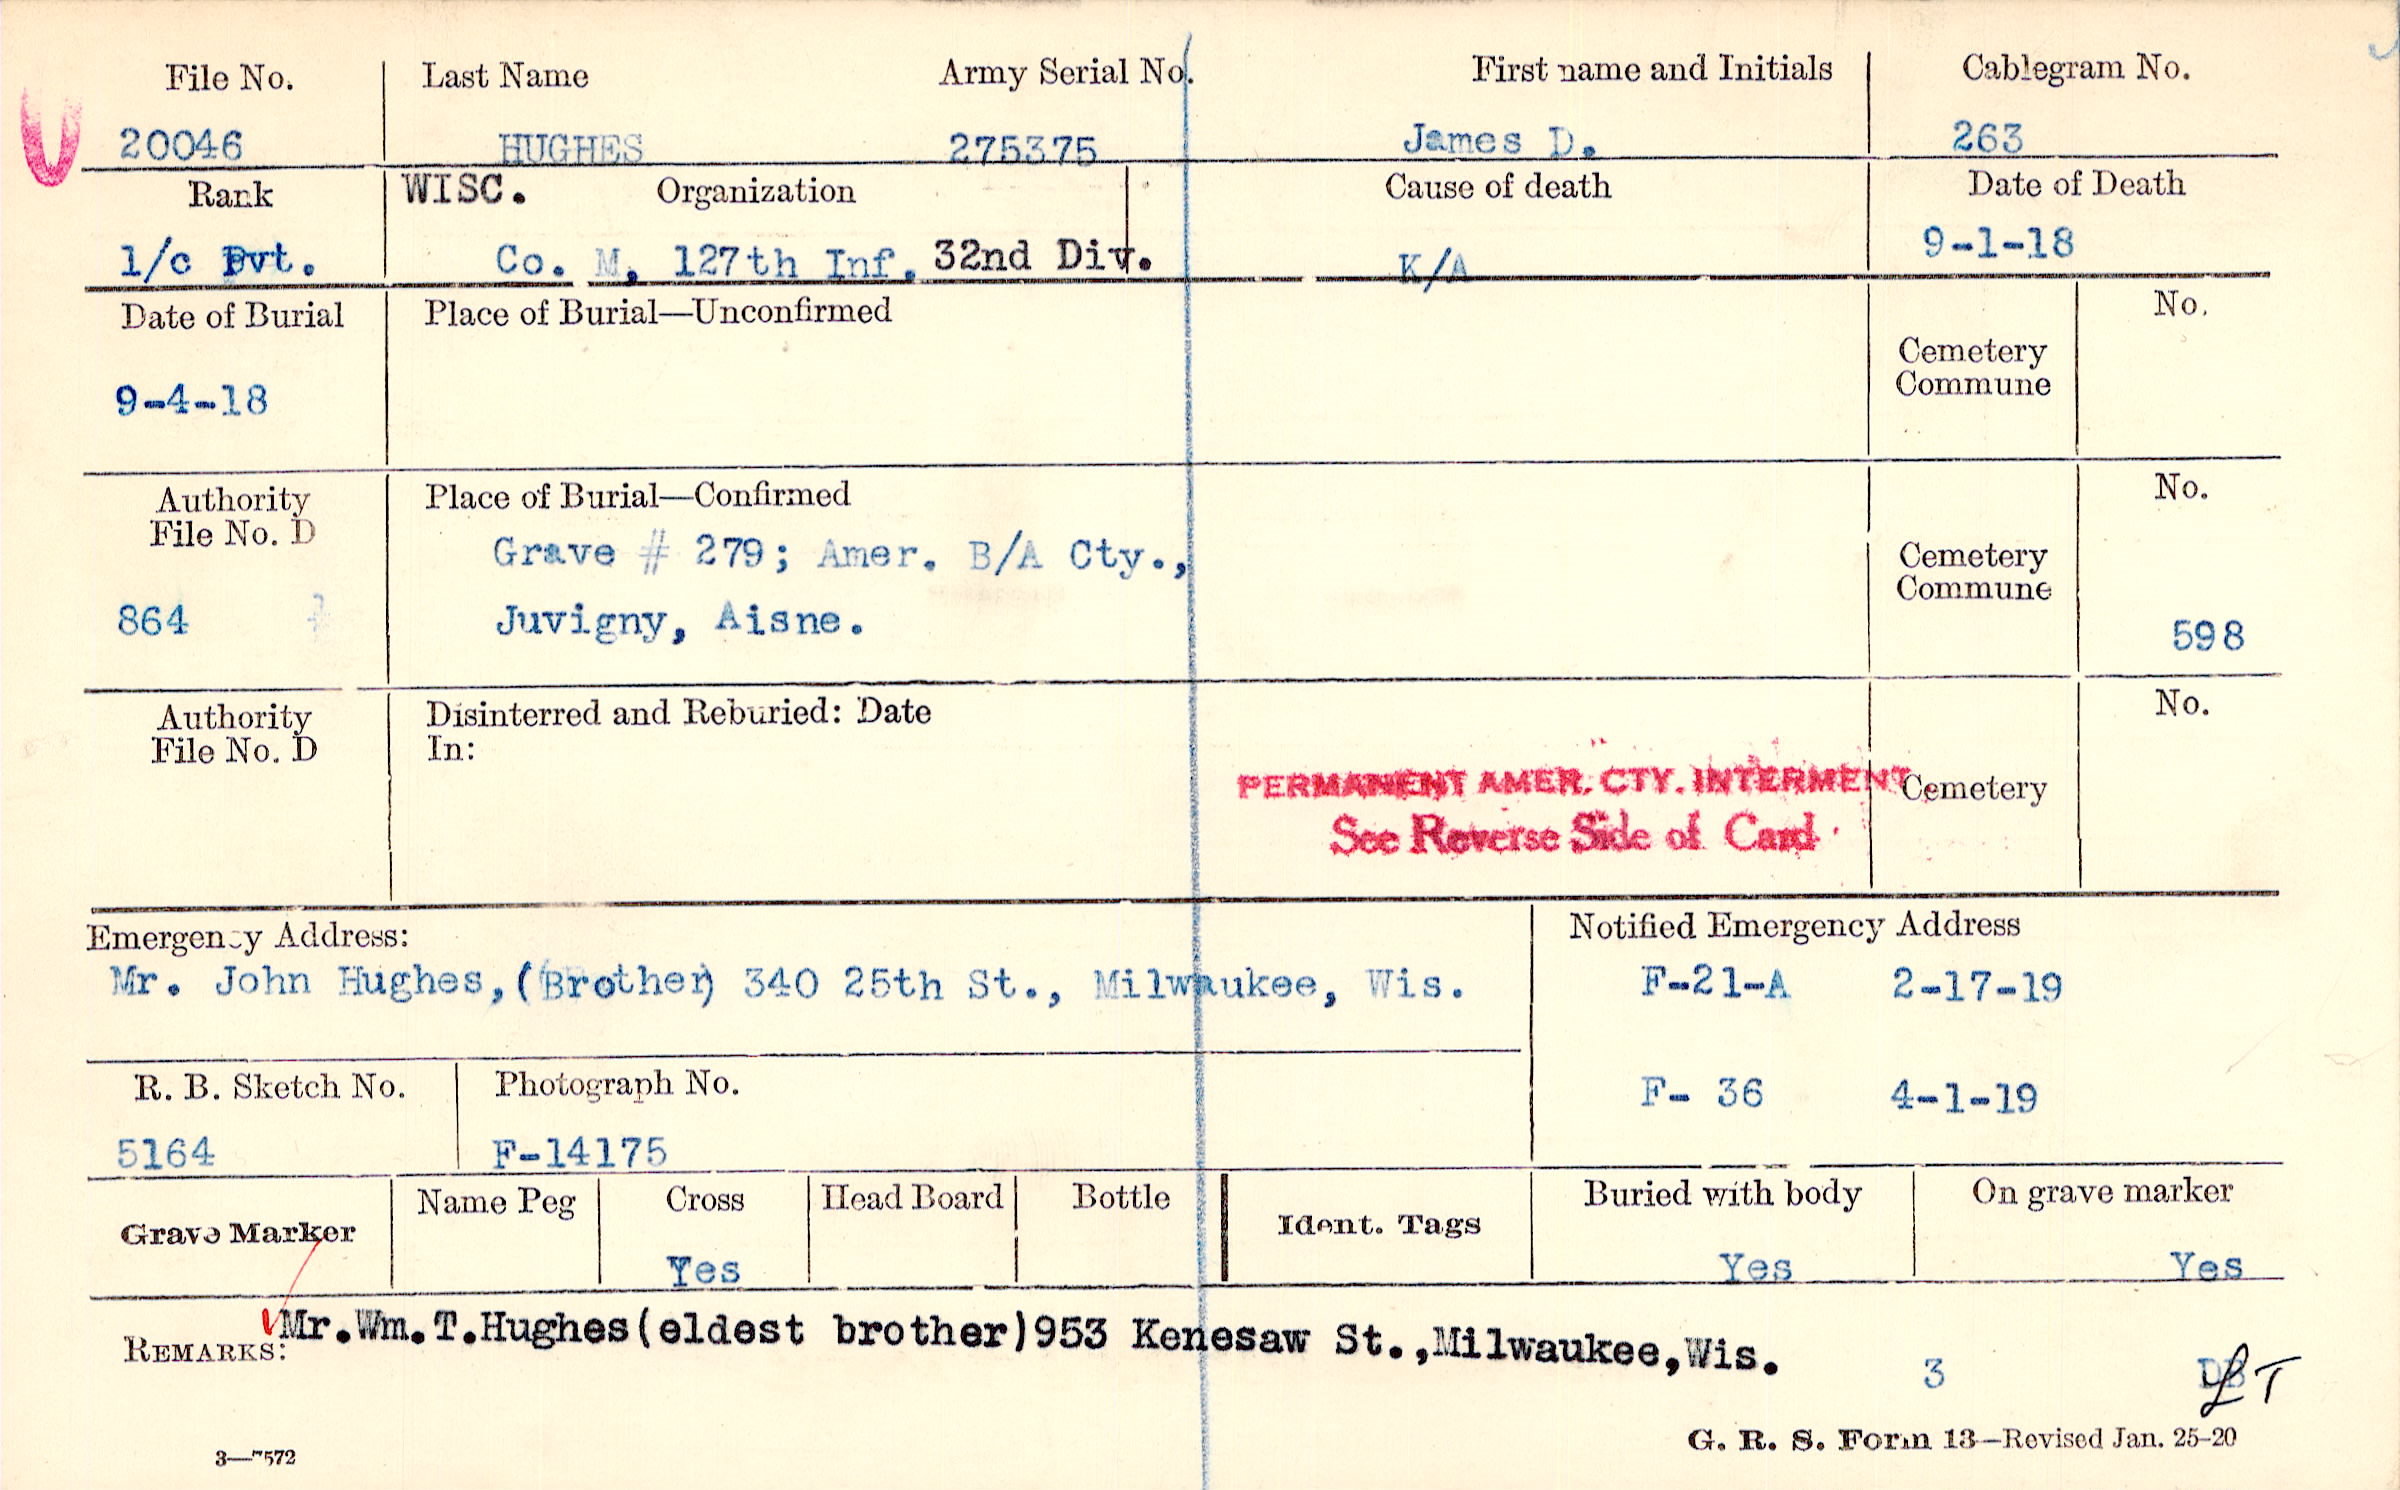 File No. Last Name Army Serial No. First name and Initials Cablegram No.
20046 HUGHES 275375 James D. 263
Rank WISC. Organization Cause of death Date of Death
1/c Pvt. Co. M, 127th Inf. 32nd Div. K/A 9-1-18
Date of Burial Place of Burial—Unconfirmed No.
Cemetery
Commune
9-4-18
Authority Place of Burial—Confirmed No.
File No. D
Grave # 279; Amer. B/A Cty., Cemetery
Commune
864 Juvigny, Aisne. 598
Authority Disinterred and Reburied: Date No.
File No. D In:
PERMANENT AMER. CTY. INTERMENT Cemetery
See Reverse Side of Card
Emergency Address: Notified Emergency Address
Mr. John Hughes, (Brother) 340 25th St., Milwaukee, Wis. F-21-A 2-17-19
R. B. Sketch No. Photograph No. F- 36 4-1-19
5164 F-14175
Grave Marker Name Peg Cross Head Board Bottle Ident. Tags Buried with body On grave marker
Yes Yes Yes
REMARKS: Mr.Wm.T.Hughes(eldest brother)953 Kenesaw St.,Milwaukee,Wis.
3 DB LT
G. R. S. Form 13—Revised Jan. 25-20
3—7572